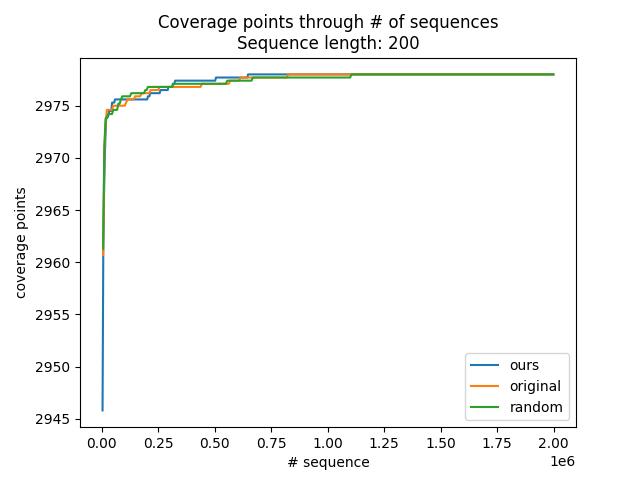 Coverage points through # of sequences
Sequence length: 200
coverage points
2975
2970
2965
2960
2955
2950
2945
ours
original
random
0.00 0.25 0.50 0.75 1.00 1.25 1.50 1.75 2.00
# sequence
1e6